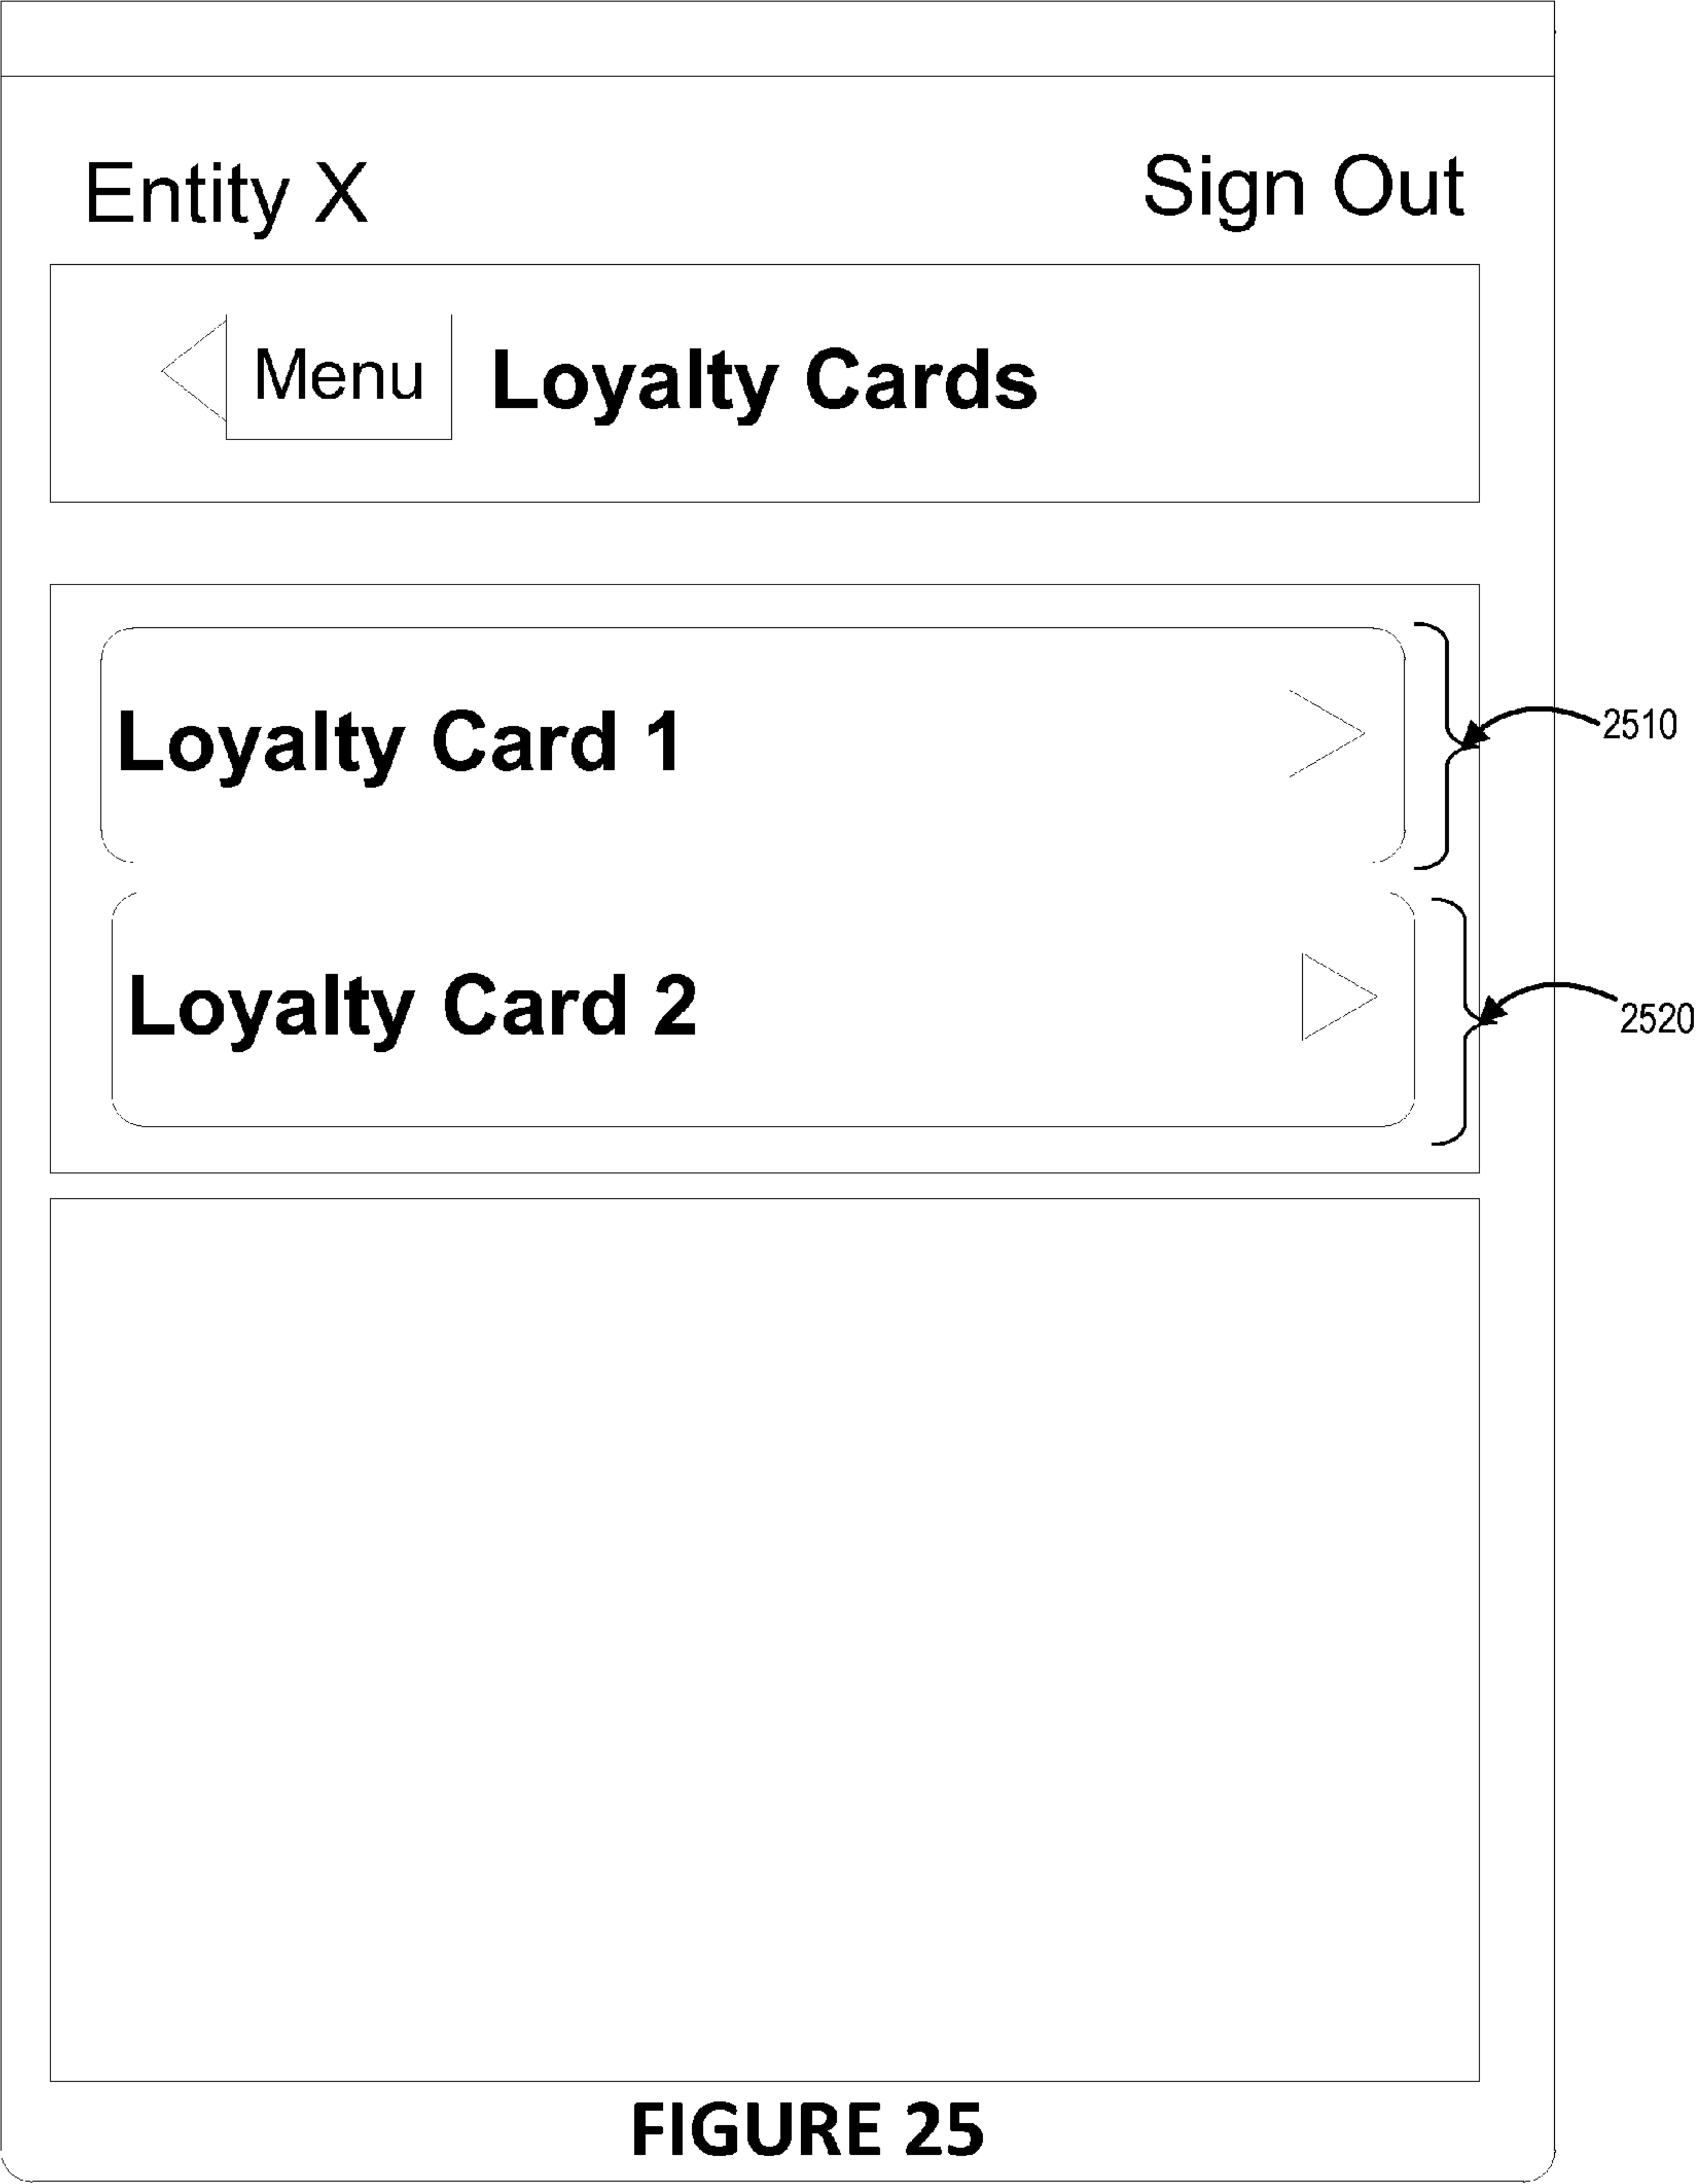 Entity X Sign Out
Menu Loyalty Cards
Loyalty Card 1
2510
Loyalty Card 2
2520
FIGURE 25